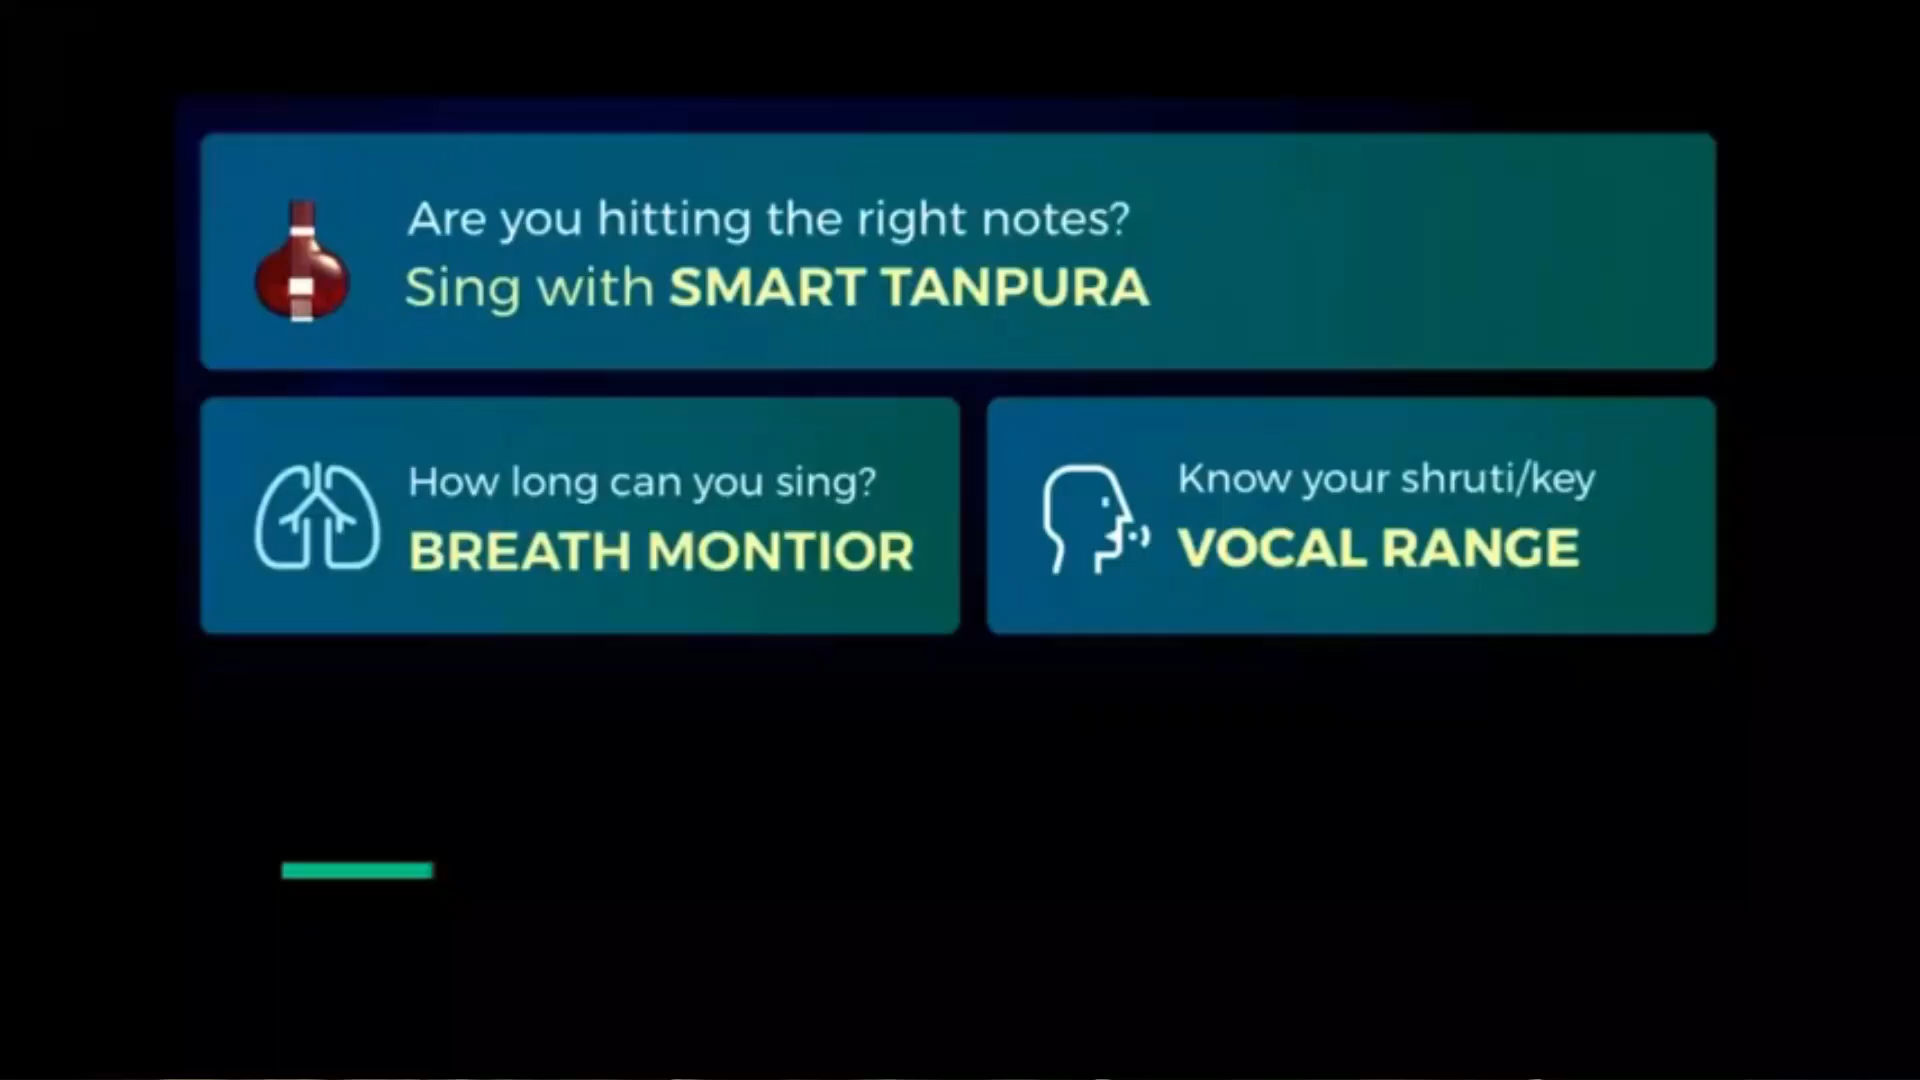 Are you hitting the right notes?
Sing with SMART TANPURA
How long can you sing?
BREATH MONTIOR
Know your shruti/key
VOCAL RANGE